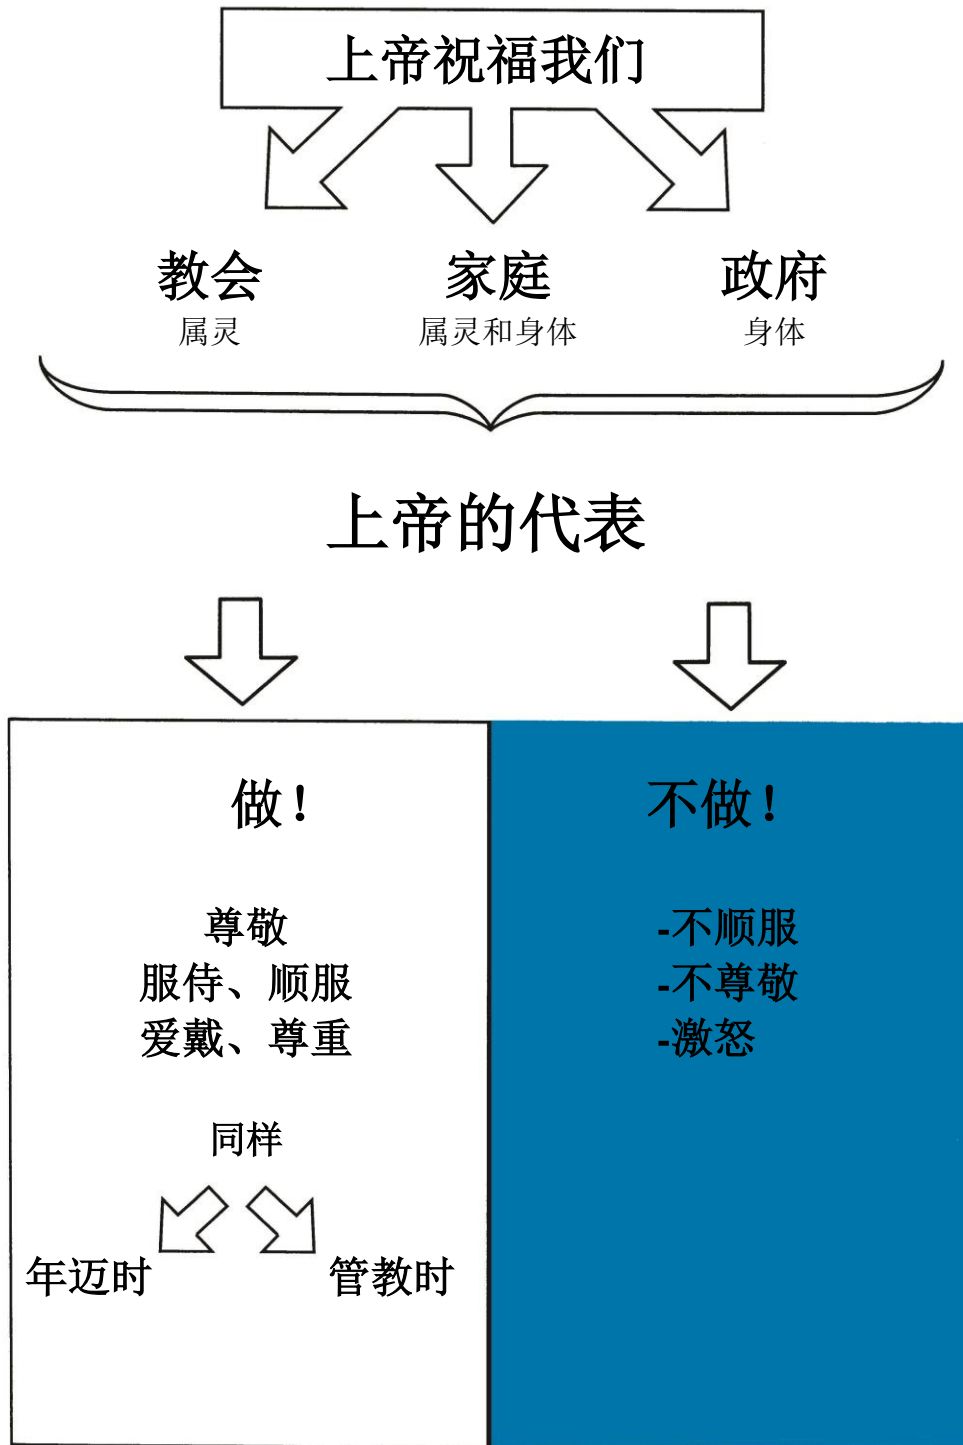 上帝祝福我们
教会 家庭 政府
属灵 属灵和身体 身体
上帝的代表
做！ 不做！
尊敬 -不顺服
服侍、顺服 -不尊敬
爱戴、尊重 -激怒
同样
年迈时 管教时